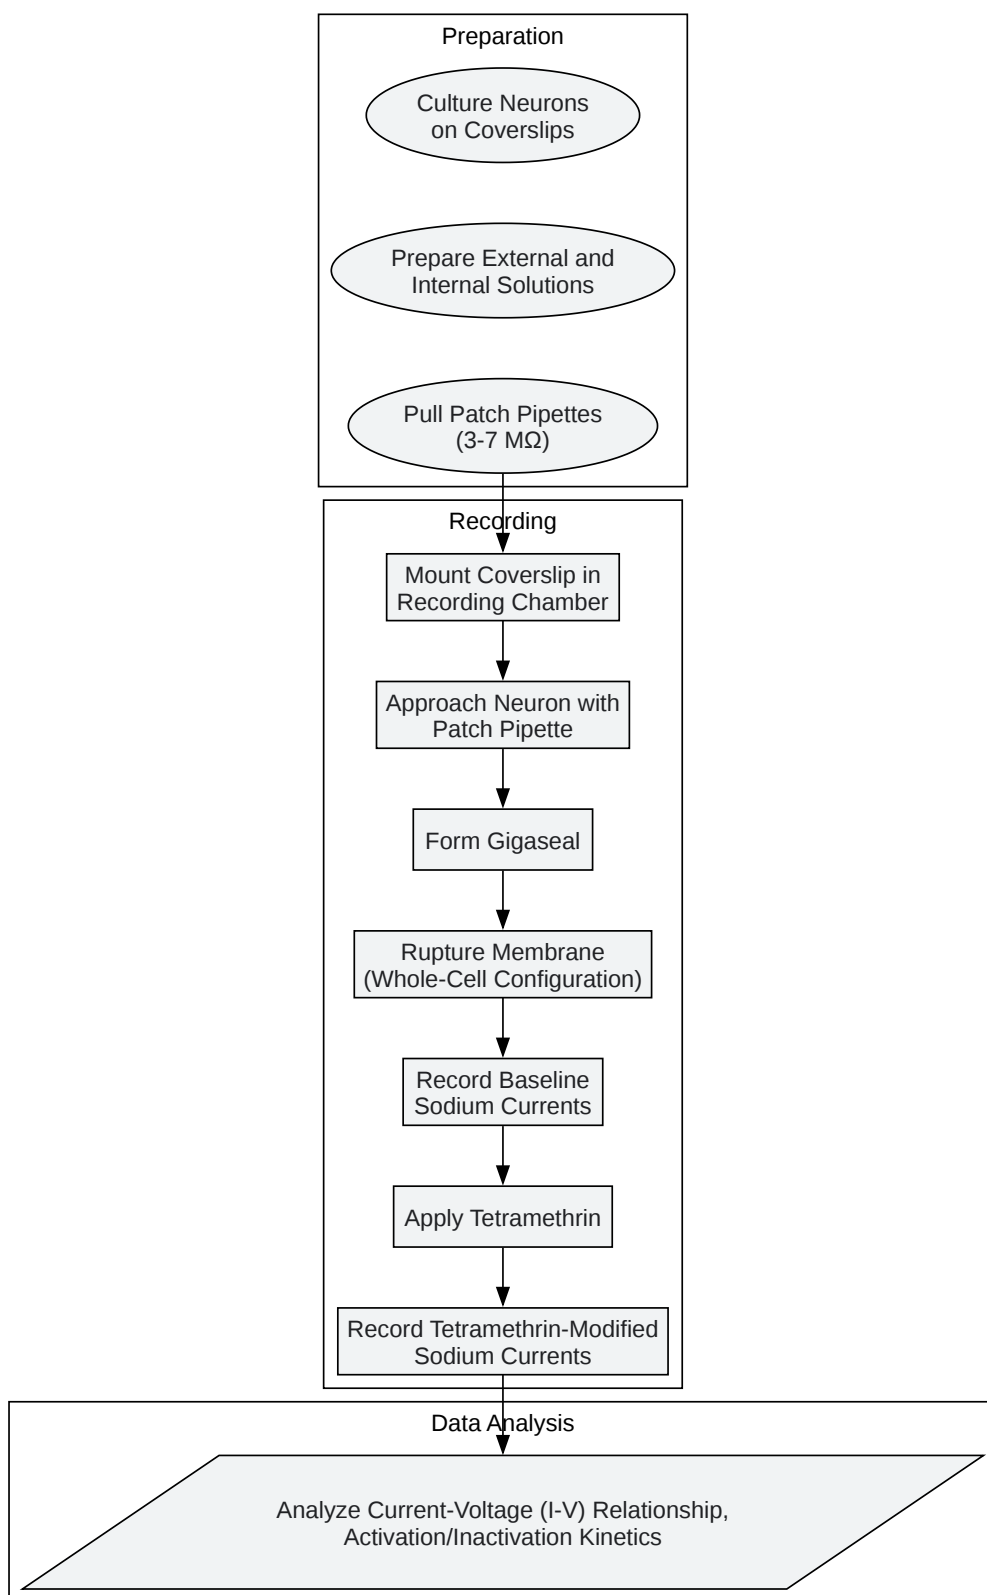 Preparation
Culture Neurons
on Coverslips
Prepare External and
Internal Solutions
Pull Patch Pipettes
(3-7 MΩ)
Recording
Mount Coverslip in
Recording Chamber
Approach Neuron with
Patch Pipette
Form Gigaseal
Rupture Membrane
(Whole-Cell Configuration)
Record Baseline
Sodium Currents
Apply Tetramethrin
Record Tetramethrin-Modified
Sodium Currents
Data Analysis
Analyze Current-Voltage (I-V) Relationship,
Activation/Inactivation Kinetics